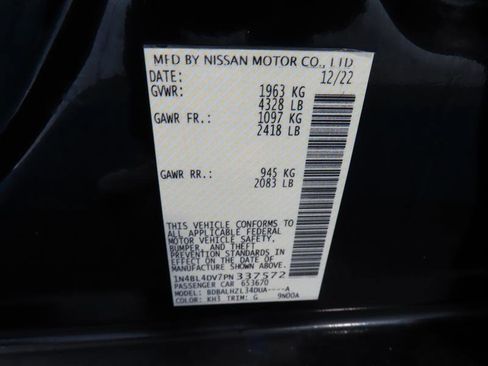 MFD BY NISSAN MOTOR CO., LTD
DATE: 12/22
GVWR: 1963 KG
4328 LB
GAWR FR.: 1097 KG
2418 LB
GAWR RR.: 945 KG
2083 LB
THIS VEHICLE CONFORMS TO
ALL APPLICABLE FEDERAL
MOTOR VEHICLE SAFETY,
BUMPER, AND THEFT
PREVENTION STANDARDS IN
EFFECT ON THE DATE OF
MANUFACTURE SHOWN ABOVE.
1N4BL4DV7PN337572
PASSENGER CAR 653670
MODEL: BDBALHZL34DUA----A
COLOR: KH3 TRIM: G 9N00A